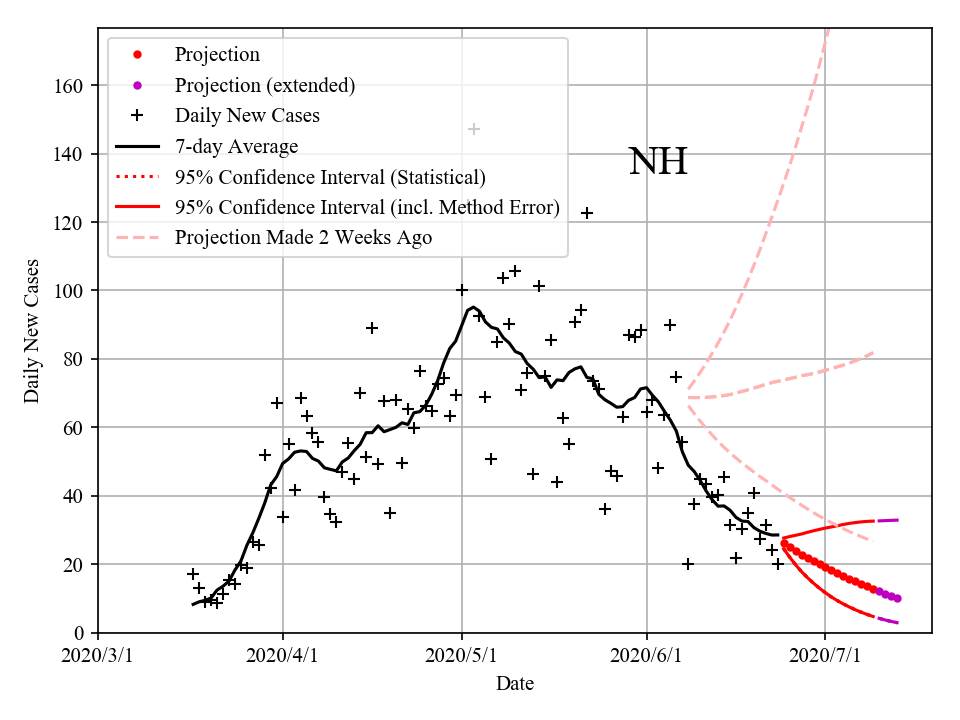 Projection
Projection (extended)
Daily New Cases
7-day Average
95% Confidence Interval (Statistical)
95% Confidence Interval (incl. Method Error)
Projection Made 2 Weeks Ago
NH
Daily New Cases
160
140
120
100
80
60
40
20
0
2020/3/1 2020/4/1 2020/5/1 2020/6/1 2020/7/1
Date